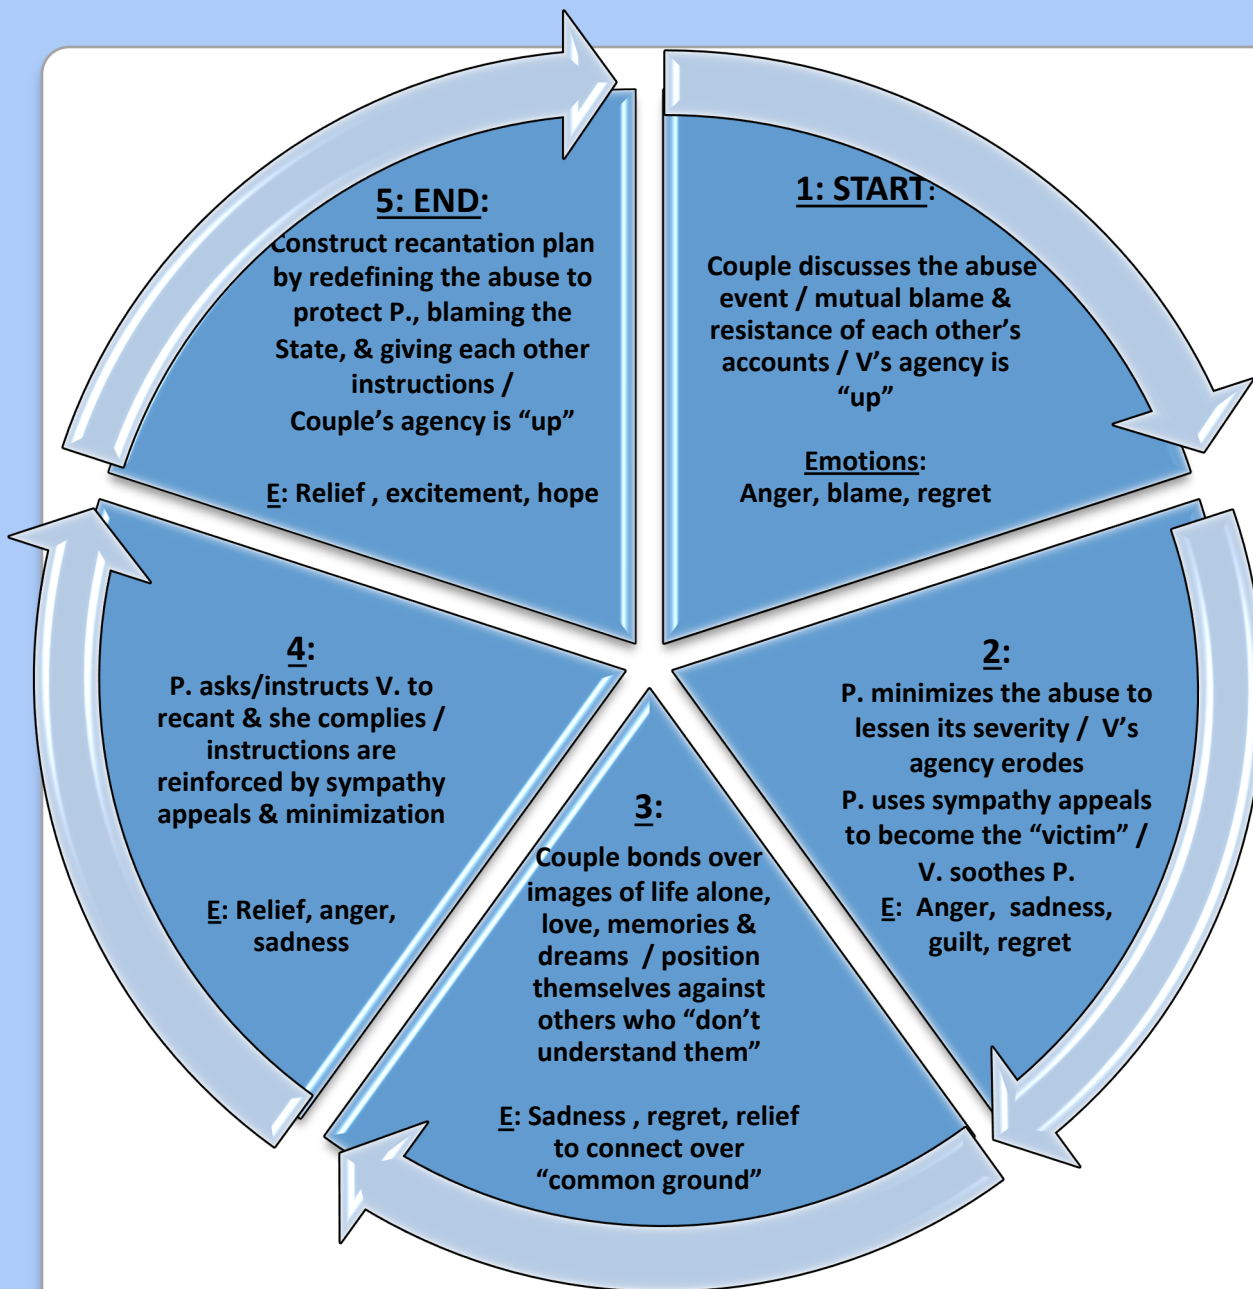 1: START:
Couple discusses the abuse
event / mutual blame &
resistance of each other's
accounts / V's agency is
“up”
Emotions:
Anger, blame, regret
2:
P. minimizes the abuse to
lessen its severity / V's
agency erodes
P. uses sympathy appeals
to become the “victim” /
V. soothes P.
E: Anger, sadness,
guilt, regret
3:
Couple bonds over
images of life alone,
love, memories &
dreams / position
themselves against
others who “don’t
understand them”
E: Sadness , regret, relief
to connect over
“common ground”
4:
P. asks/instructs V. to
recant & she complies /
instructions are
reinforced by sympathy
appeals & minimization
E: Relief, anger,
sadness
5: END:
Construct recantation plan
by redefining the abuse to
protect P., blaming the
State, & giving each other
instructions /
Couple’s agency is “up”
E: Relief , excitement, hope